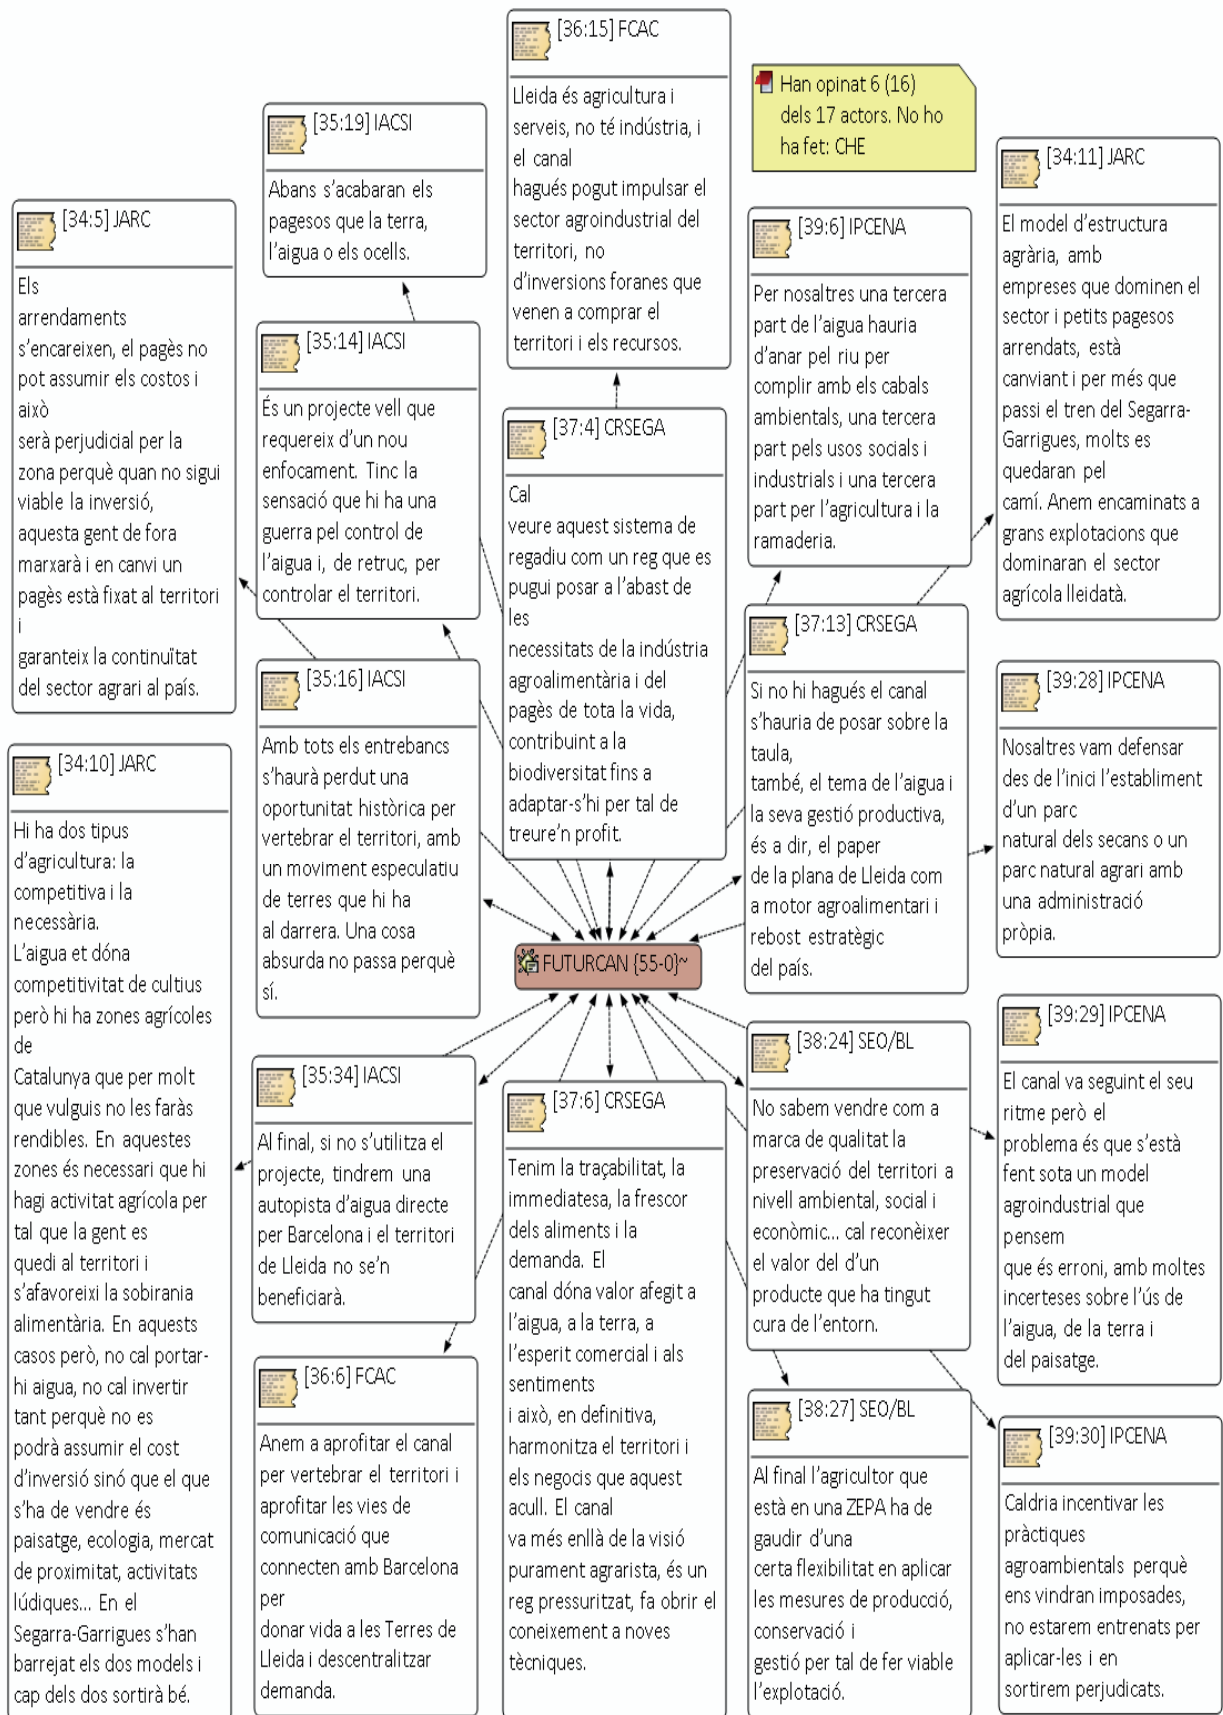 [36:15] FCAC
Lleida és agricultura i
serveis, no té indústria, i
el canal
hagués pogut impulsar el
sector agroindustrial del
territori, no
d'inversions foranes que
venen a comprar el
territori i els recursos.
Han opinat 6 (16)
dels 17 actors. No ho
ha fet: CHE
[35:19] IACSI
Abans s'acabaran els
pagesos que la terra,
l'aigua o els ocells.
[34:11] JARC
El model d'estructura
agrària, amb
empreses que dominen el
sector i petits pagesos
arrendats, està
canviant i per més que
passi el tren del Segarra-
Garrigues, molts es
quedaran pel
camí. Anem encaminats a
grans explotacions que
dominaran el sector
agrícola lleidatà.
[34:5] JARC
Els
arrendaments
s'encareixen, el pagès no
pot assumir els costos i
això
serà perjudicial per la
zona perquè quan no sigui
viable la inversió,
aquesta gent de fora
marxarà i en canvi un
pagès està fixat al territori
i
garanteix la continuïtat
del sector agrari al país.
[39:6] IPCENA
Per nosaltres una tercera
part de l'aigua hauria
d'anar pel riu per
complir amb els cabals
ambientals, una tercera
part pels usos socials i
industrials i una tercera
part per l'agricultura i la
ramaderia.
[35:14] IACSI
És un projecte vell que
requereix d'un nou
enfocament. Tinc la
sensació que hi ha una
guerra pel control de
l'aigua i, de retruc, per
controlar el territori.
[37:4] CRSEGA
Cal
veure aquest sistema de
regadiu com un reg que es
pugui posar a l'abast de
les
necessitats de la indústria
agroalimentària i del
pagès de tota la vida,
contribuint a la
biodiversitat fins a
adaptar-s'hi per tal de
treure'n profit.
[37:13] CRSEGA
Si no hi hagués el canal
s'hauria de posar sobre la
taula,
també, el tema de l'aigua i
la seva gestió productiva,
és a dir, el paper
de la plana de Lleida com
a motor agroalimentari i
rebost estratègic
del país.
[35:16] IACSI
Amb tots els entrebancs
s'haurà perdut una
oportunitat històrica per
vertebrar el territori, amb
un moviment especulatiu
de terres que hi ha
al darrera. Una cosa
absurda no passa perquè
sí.
[39:28] IPCENA
Nosaltres vam defensar
des de l'inici l'establiment
d'un parc
natural dels secans o un
parc natural agrari amb
una administració
pròpia.
[34:10] JARC
Hi ha dos tipus
d'agricultura: la
competitiva i la
necessària.
L'aigua et dóna
competitivitat de cultius
però hi ha zones agrícoles
de
Catalunya que per molt
que vulguis no les faràs
rendibles. En aquestes
zones és necessari que hi
hagi activitat agrícola per
tal que la gent es
quedi al territori i
s'afavoreixi la sobirania
alimentària. En aquests
casos però, no cal portar-
hi aigua, no cal invertir
tant perquè no es
podrà assumir el cost
d'inversió sinó que el que
s'ha de vendre és
paisatge, ecologia, mercat
de proximitat, activitats
lúdiques... En el
Segarra-Garrigues s'han
barrejat els dos models i
cap dels dos sortirà bé.
FUTURCAN {55-0}~
[35:34] IACSI
Al final, si no s'utilitza el
projecte, tindrem una
autopista d'aigua directe
per Barcelona i el territori
de Lleida no se'n
beneficiarà.
[37:6] CRSEGA
Tenim la traçabilitat, la
immediatesa, la frescor
dels aliments i la
demanda. El
canal dóna valor afegit a
l'aigua, a la terra, a
l'esperit comercial i als
sentiments
i això, en definitiva,
harmonitza el territori i
els negocis que aquest
acull. El canal
va més enllà de la visió
purament agrarista, és un
reg pressuritzat, fa obrir el
coneixement a noves
tècniques.
[38:24] SEO/BL
No sabem vendre com a
marca de qualitat la
preservació del territori a
nivell ambiental, social i
econòmic... cal reconèixer
el valor del d'un
producte que ha tingut
cura de l'entorn.
[39:29] IPCENA
El canal va seguint el seu
ritme però el
problema és que s'està
fent sota un model
agroindustrial que
pensem
que és erroni, amb moltes
incerteses sobre l'ús de
l'aigua, de la terra i
del paisatge.
[36:6] FCAC
Anem a aprofitar el canal
per vertebrar el territori i
aprofitar les vies de
comunicació que
connecten amb Barcelona
per
donar vida a les Terres de
Lleida i descentralitzar
demanda.
[38:27] SEO/BL
Al final l'agricultor que
està en una ZEPA ha de
gaudir d'una
certa flexibilitat en aplicar
les mesures de producció,
conservació i
gestió per tal de fer viable
l'explotació.
[39:30] IPCENA
Caldria incentivar les
pràctiques
agroambientals perquè
ens vindran imposades,
no estarem entrenats per
aplicar-les i en
sortirem perjudicats.